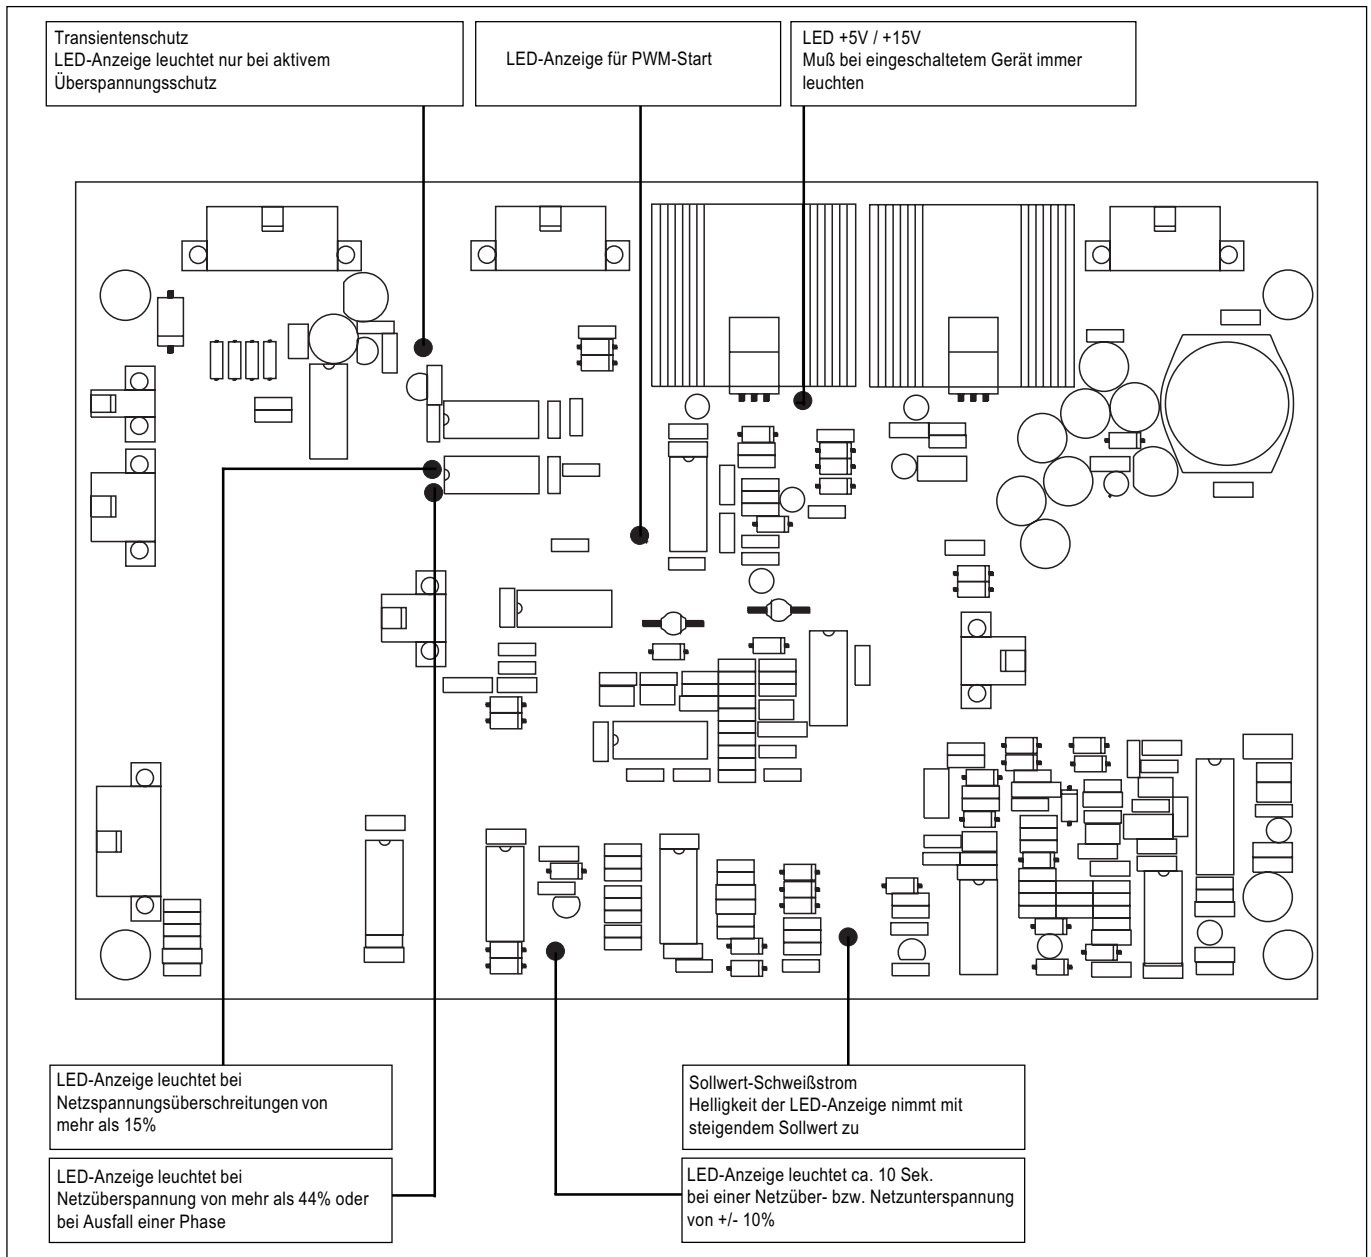 Transientenschutz
LED-Anzeige leuchtet nur bei aktivem
Überspannungsschutz
LED-Anzeige für PWM-Start
LED +5V / +15V
Muß bei eingeschaltetem Gerät immer
leuchten
LED-Anzeige leuchtet bei
Netzspannungsüberschreitungen von
mehr als 15%
LED-Anzeige leuchtet bei
Netzüberspannung von mehr als 44% oder
bei Ausfall einer Phase
Sollwert-Schweißstrom
Helligkeit der LED-Anzeige nimmt mit
steigendem Sollwert zu
LED-Anzeige leuchtet ca. 10 Sek.
bei einer Netzüber- bzw. Netzunterspannung
von +/- 10%